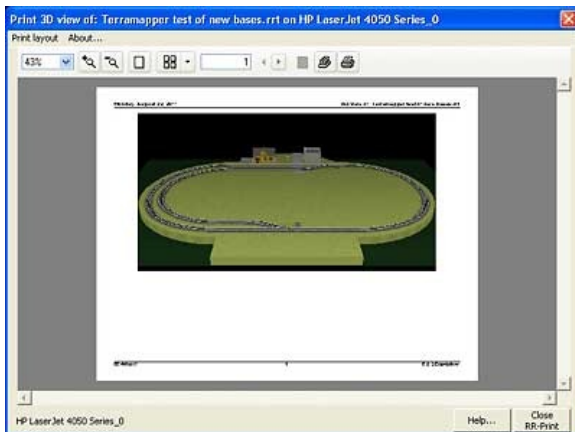 Print 3D view of: Terramapper test of new bases.rrt on HP LaserJet 4050 Series_0
Print layout About...
43% 1
HP LaserJet 4050 Series_0 Help... Close
RR-Print